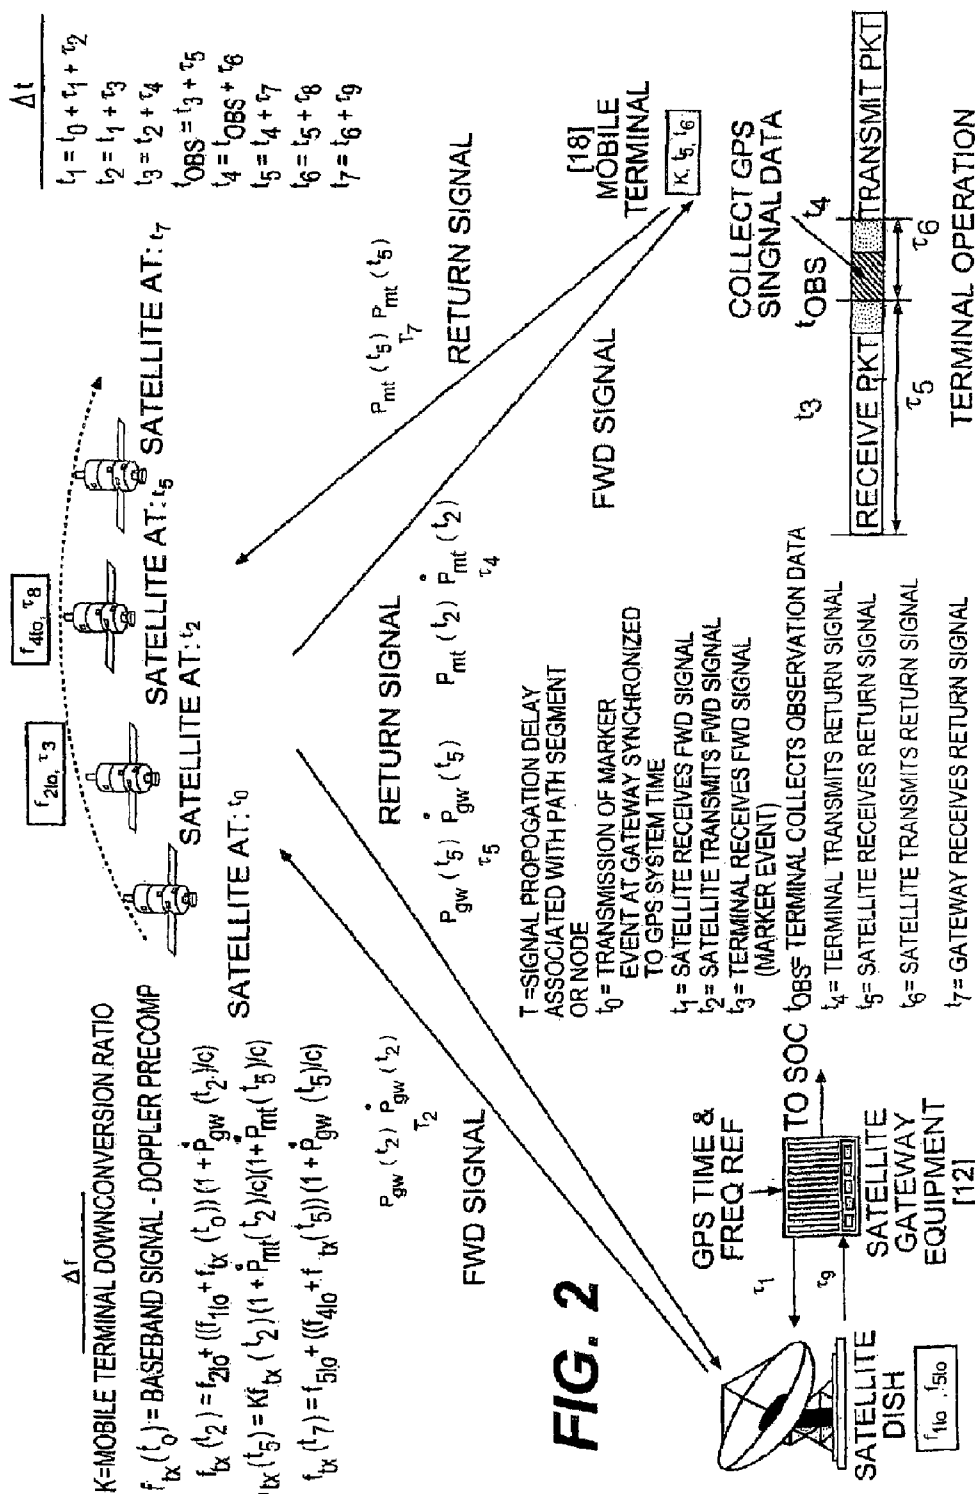 Δf
K=MOBILE TERMINAL DOWNCONVERSION RATIO
f_tx(t_0) = BASEBAND SIGNAL - DOPPLER PRECOMP
f_tx(t_2) = f_2lo + ((f_1lo + f_tx(t_0))(1 + Ṗ_gw(t_2)/c)
f_tx(t_5) = Kf_tx(t_2)(1 + Ṗ_mt(t_2)/c)(1+ Ṗ_mt(t_5)/c)
f_tx(t_7) = f_5lo + ((f_4lo + f_tx(t_5))(1 + Ṗ_gw(t_5)/c)
f_2lo, τ_3
f_4lo, τ_8
SATELLITE AT: t_0
SATELLITE AT: t_2
SATELLITE AT: t_5
SATELLITE AT: t_7
Δt
t_1 = t_0 + τ_1 + τ_2
t_2 = t_1 + τ_3
t_3 = t_2 + τ_4
t_OBS = t_3 + τ_5
t_4 = t_OBS + τ_6
t_5 = t_4 + τ_7
t_6 = t_5 + τ_8
t_7 = t_6 + τ_9
P_gw(t_2) Ṗ_gw(t_2)
T_2
FWD SIGNAL
RETURN SIGNAL
P_gw(t_5) Ṗ_gw(t_5)
τ_5
P_mt(t_2) Ṗ_mt(t_2)
τ_4
P_mt(t_5) P_mt(t_5)
T_7
RETURN SIGNAL
FWD SIGNAL
[18]
MOBILE
TERMINAL
K, t_5, t_6
FIG. 2
T =SIGNAL PROPOGATION DELAY
ASSOCIATED WITH PATH SEGMENT
OR NODE
t_0 = TRANSMISSION OF MARKER
EVENT AT GATEWAY SYNCHRONIZED
TO GPS SYSTEM TIME
t_1 = SATELLITE RECEIVES FWD SIGNAL
t_2= SATELLITE TRANSMITS FWD SIGNAL
t_3= TERMINAL RECEIVES FWD SIGNAL
(MARKER EVENT)
t_OBS= TERMINAL COLLECTS OBSERVATION DATA
t_4 = TERMINAL TRANSMITS RETURN SIGNAL
t_5= SATELLITE RECEIVES RETURN SIGNAL
t_6 = SATELLITE TRANSMITS RETURN SIGNAL
t_7 = GATEWAY RECEIVES RETURN SIGNAL
GPS TIME &
FREQ REF
TO SOC
τ_1
τ_9
SATELLITE
DISH
f_1lo, f_5lo
SATELLITE
GATEWAY
EQUIPMENT
[12]
COLLECT GPS
SINGNAL DATA
t_3
t_OBS
t_4
RECEIVE PKT
TRANSMIT PKT
τ_5
τ_6
TERMINAL OPERATION